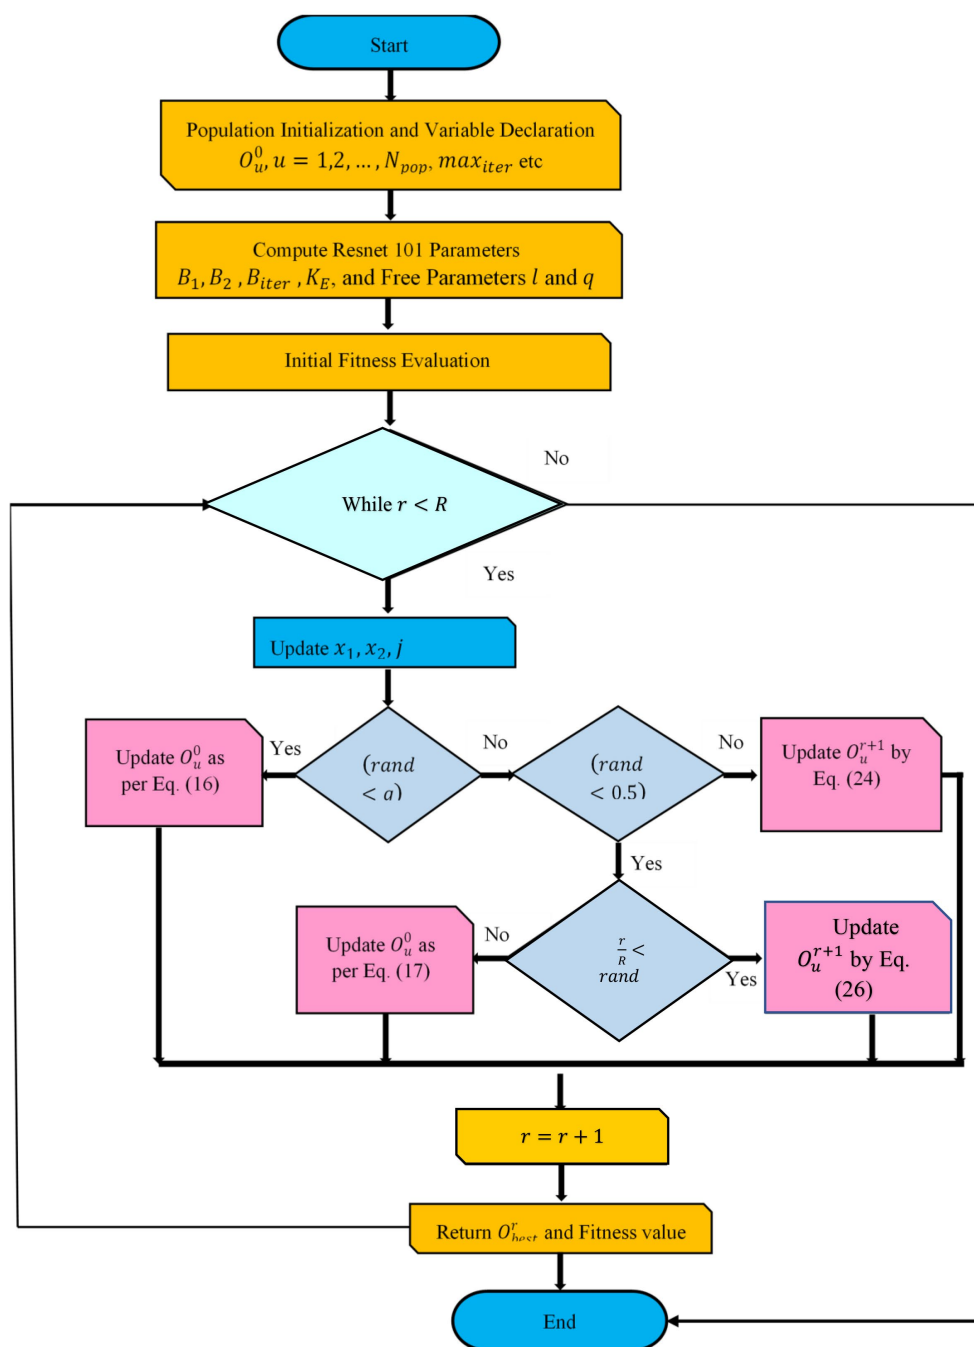 Start
Population Initialization and Variable Declaration
O_u^0, u = 1,2, …, N_pop, max_iter etc
Compute Resnet 101 Parameters
B_1, B_2 , B_iter , K_E, and Free Parameters l and q
Initial Fitness Evaluation
No
While r < R
Yes
Update x_1, x_2, j
Yes
No
No
Update O_u^0 as
per Eq. (16)
(rand
< a)
(rand
< 0.5)
Update O_u^{r+1} by
Eq. (24)
Yes
Update O_u^0 as
per Eq. (17)
No
r/R <
rand
Yes
Update
O_u^{r+1} by Eq.
(26)
r = r + 1
Return O_best^r and Fitness value
End